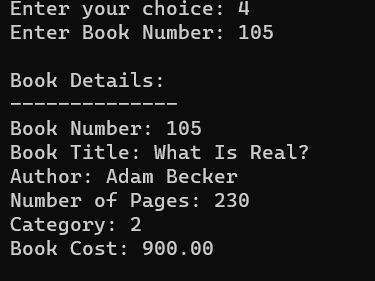 Enter your choice: 4
Enter Book Number: 105
Book Details:
--------------
Book Number: 105
Book Title: What Is Real?
Author: Adam Becker
Number of Pages: 230
Category: 2
Book Cost: 900.00